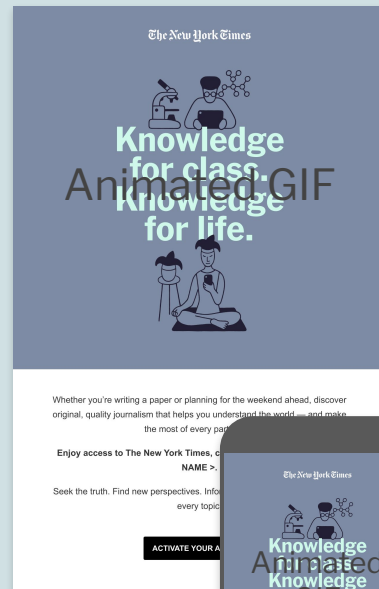 The New York Times
Knowledge
for class.
Animated GIF
Knowledge
for life.
Whether you're writing a paper or planning for the weekend ahead, discover
original, quality journalism that helps you understand the world — and make
the most of every
Enjoy access to The New York Times,
NAME >.
Seek the truth. Find new perspectives.
every topic
ACTIVATE YOUR
The New York Times
Knowledge
for class.
Animated
Knowledge